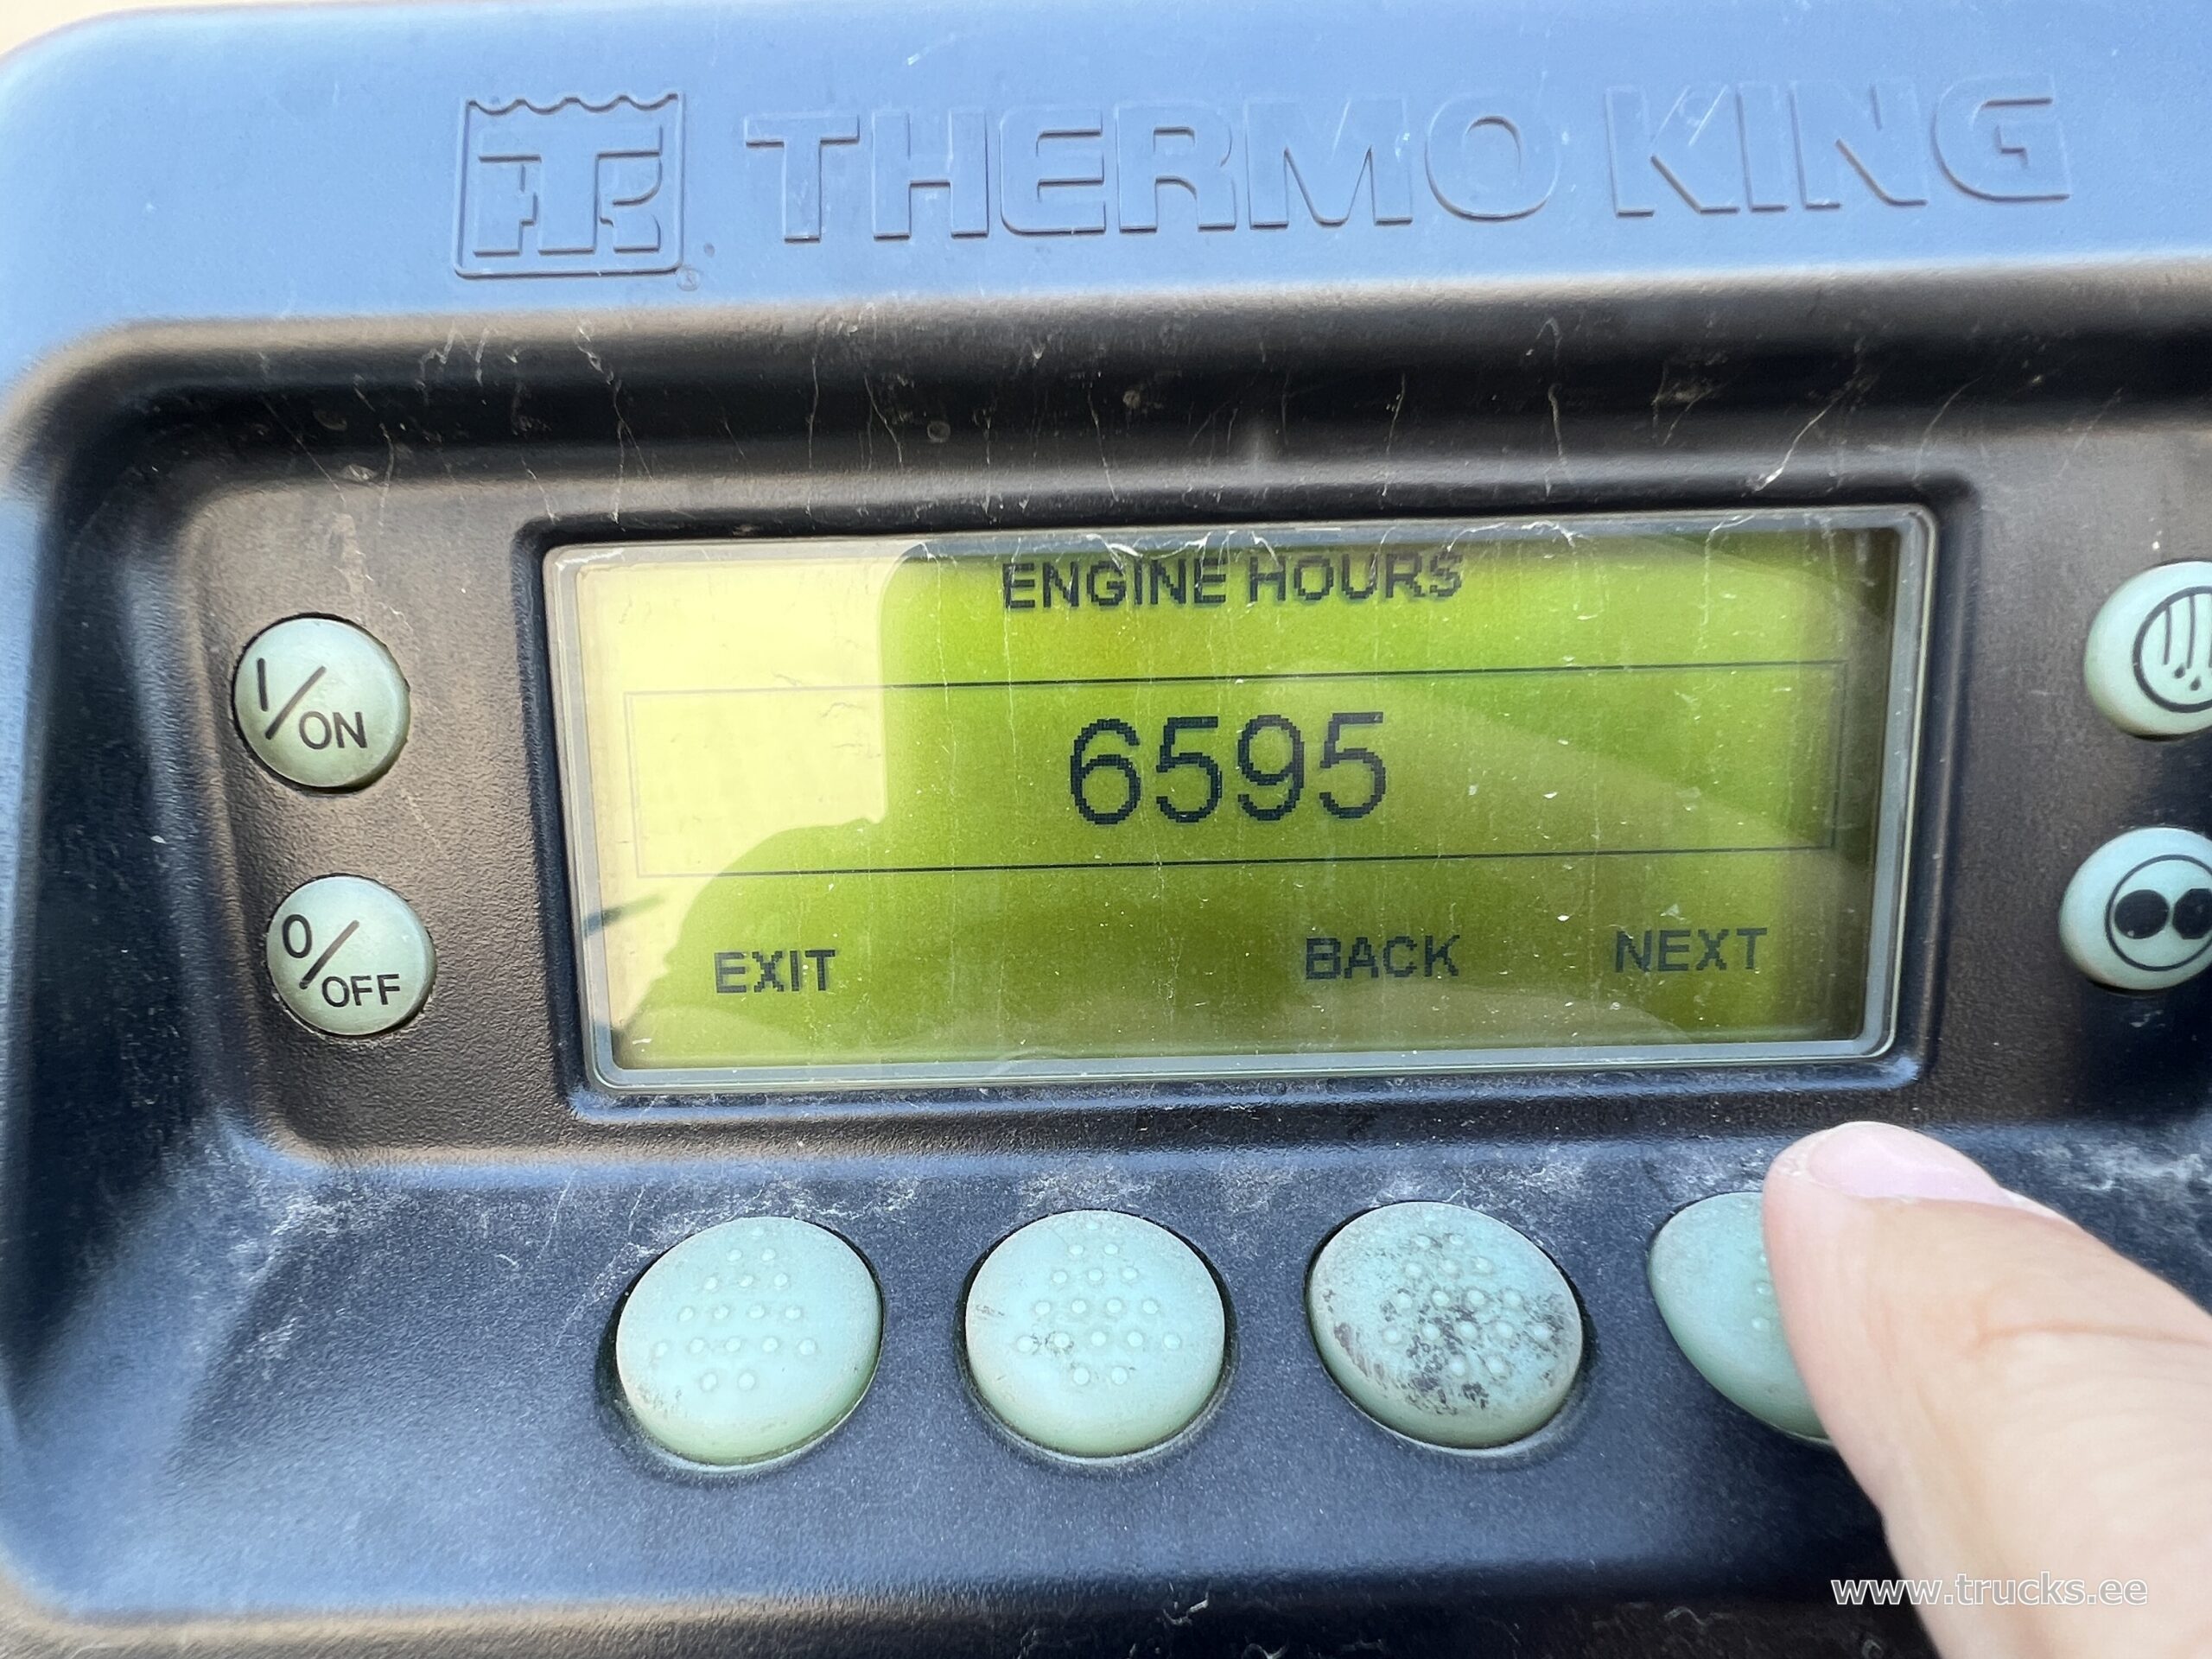 THERMO KING
ENGINE HOURS
I/ON
6595
0/OFF
EXIT BACK NEXT
www.trucks.ee